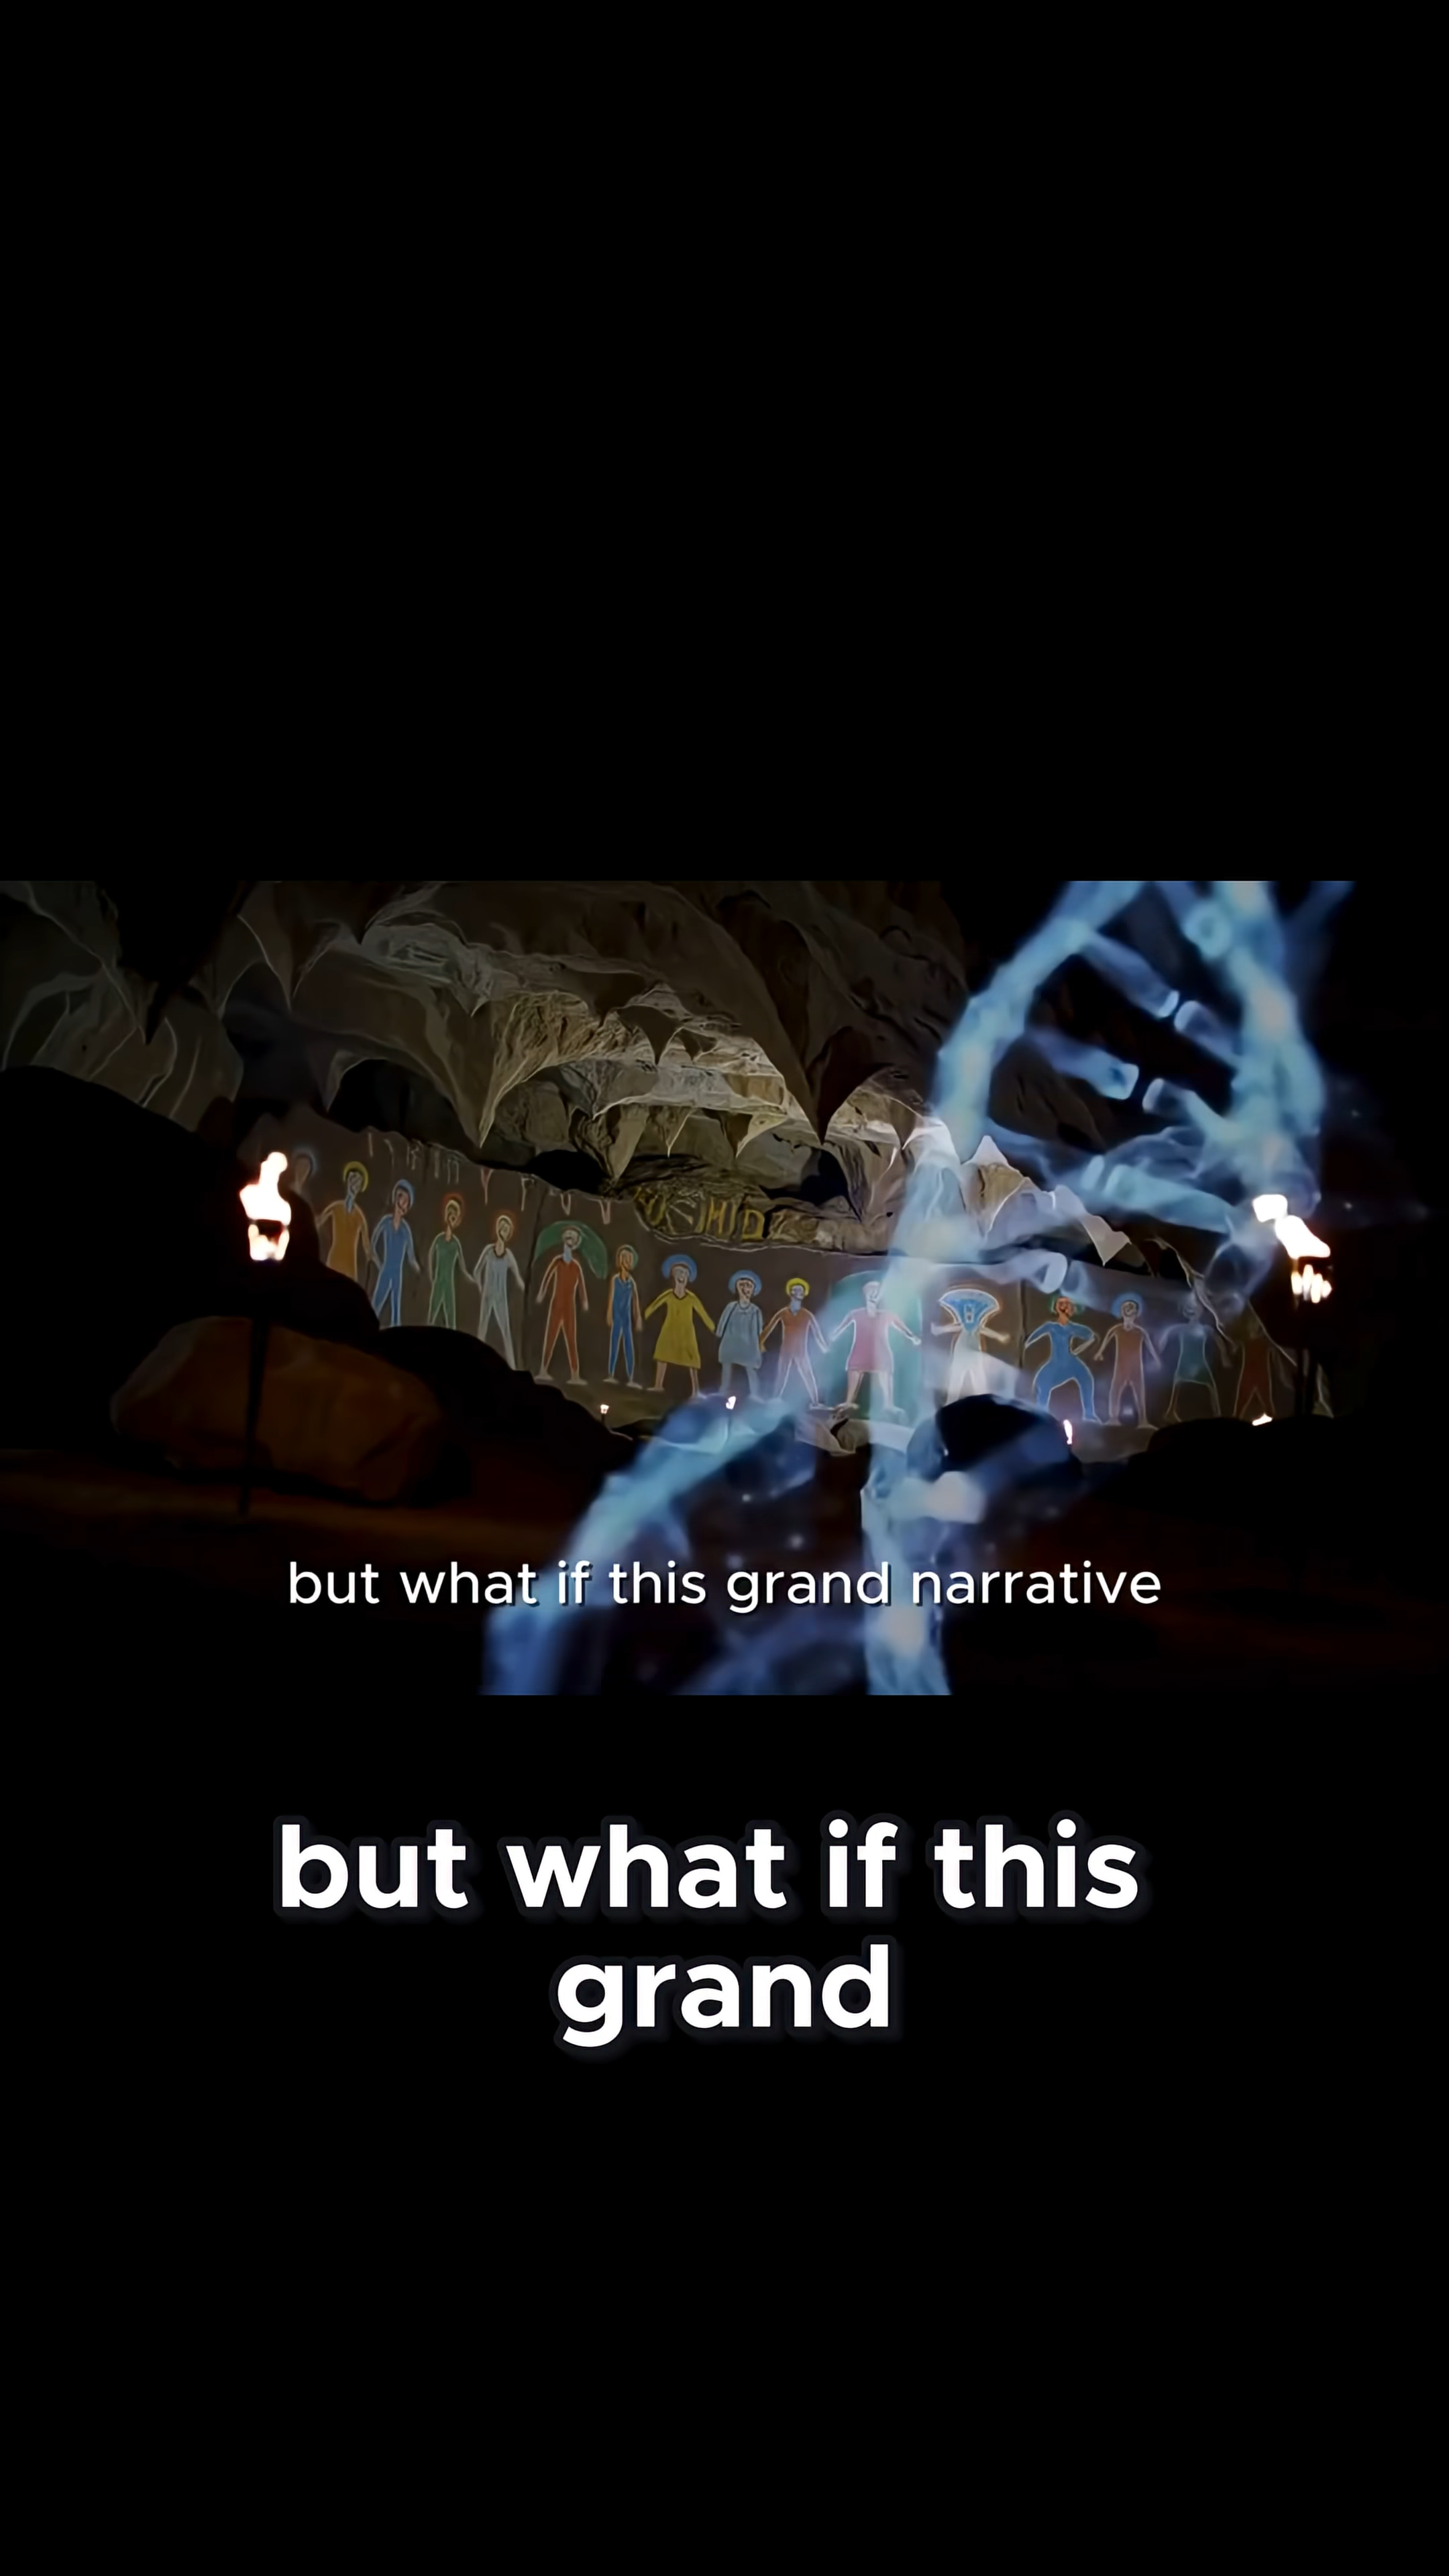 but what if this grand narrative
but what if this
grand